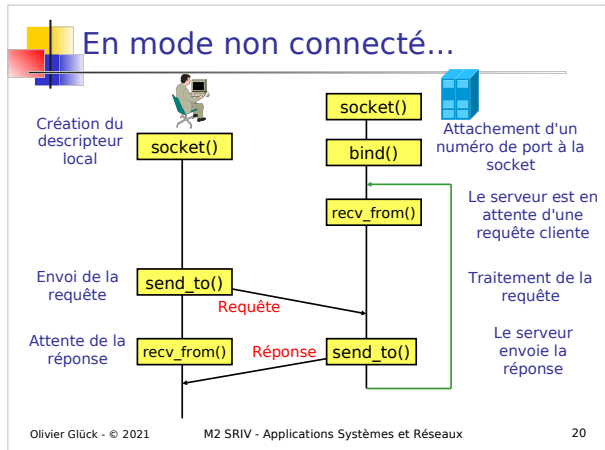 En mode non connecté...
Création du
descripteur
local
socket()
socket()
bind()
Attachement d'un
numéro de port à la
socket
recv_from()
Le serveur est en
attente d'une
requête cliente
Envoi de la
requête
send_to()
Requête
Traitement de la
requête
Attente de la
réponse
recv_from()
Réponse
send_to()
Le serveur
envoie la
réponse
Olivier Glück - © 2021
M2 SRIV - Applications Systèmes et Réseaux
20